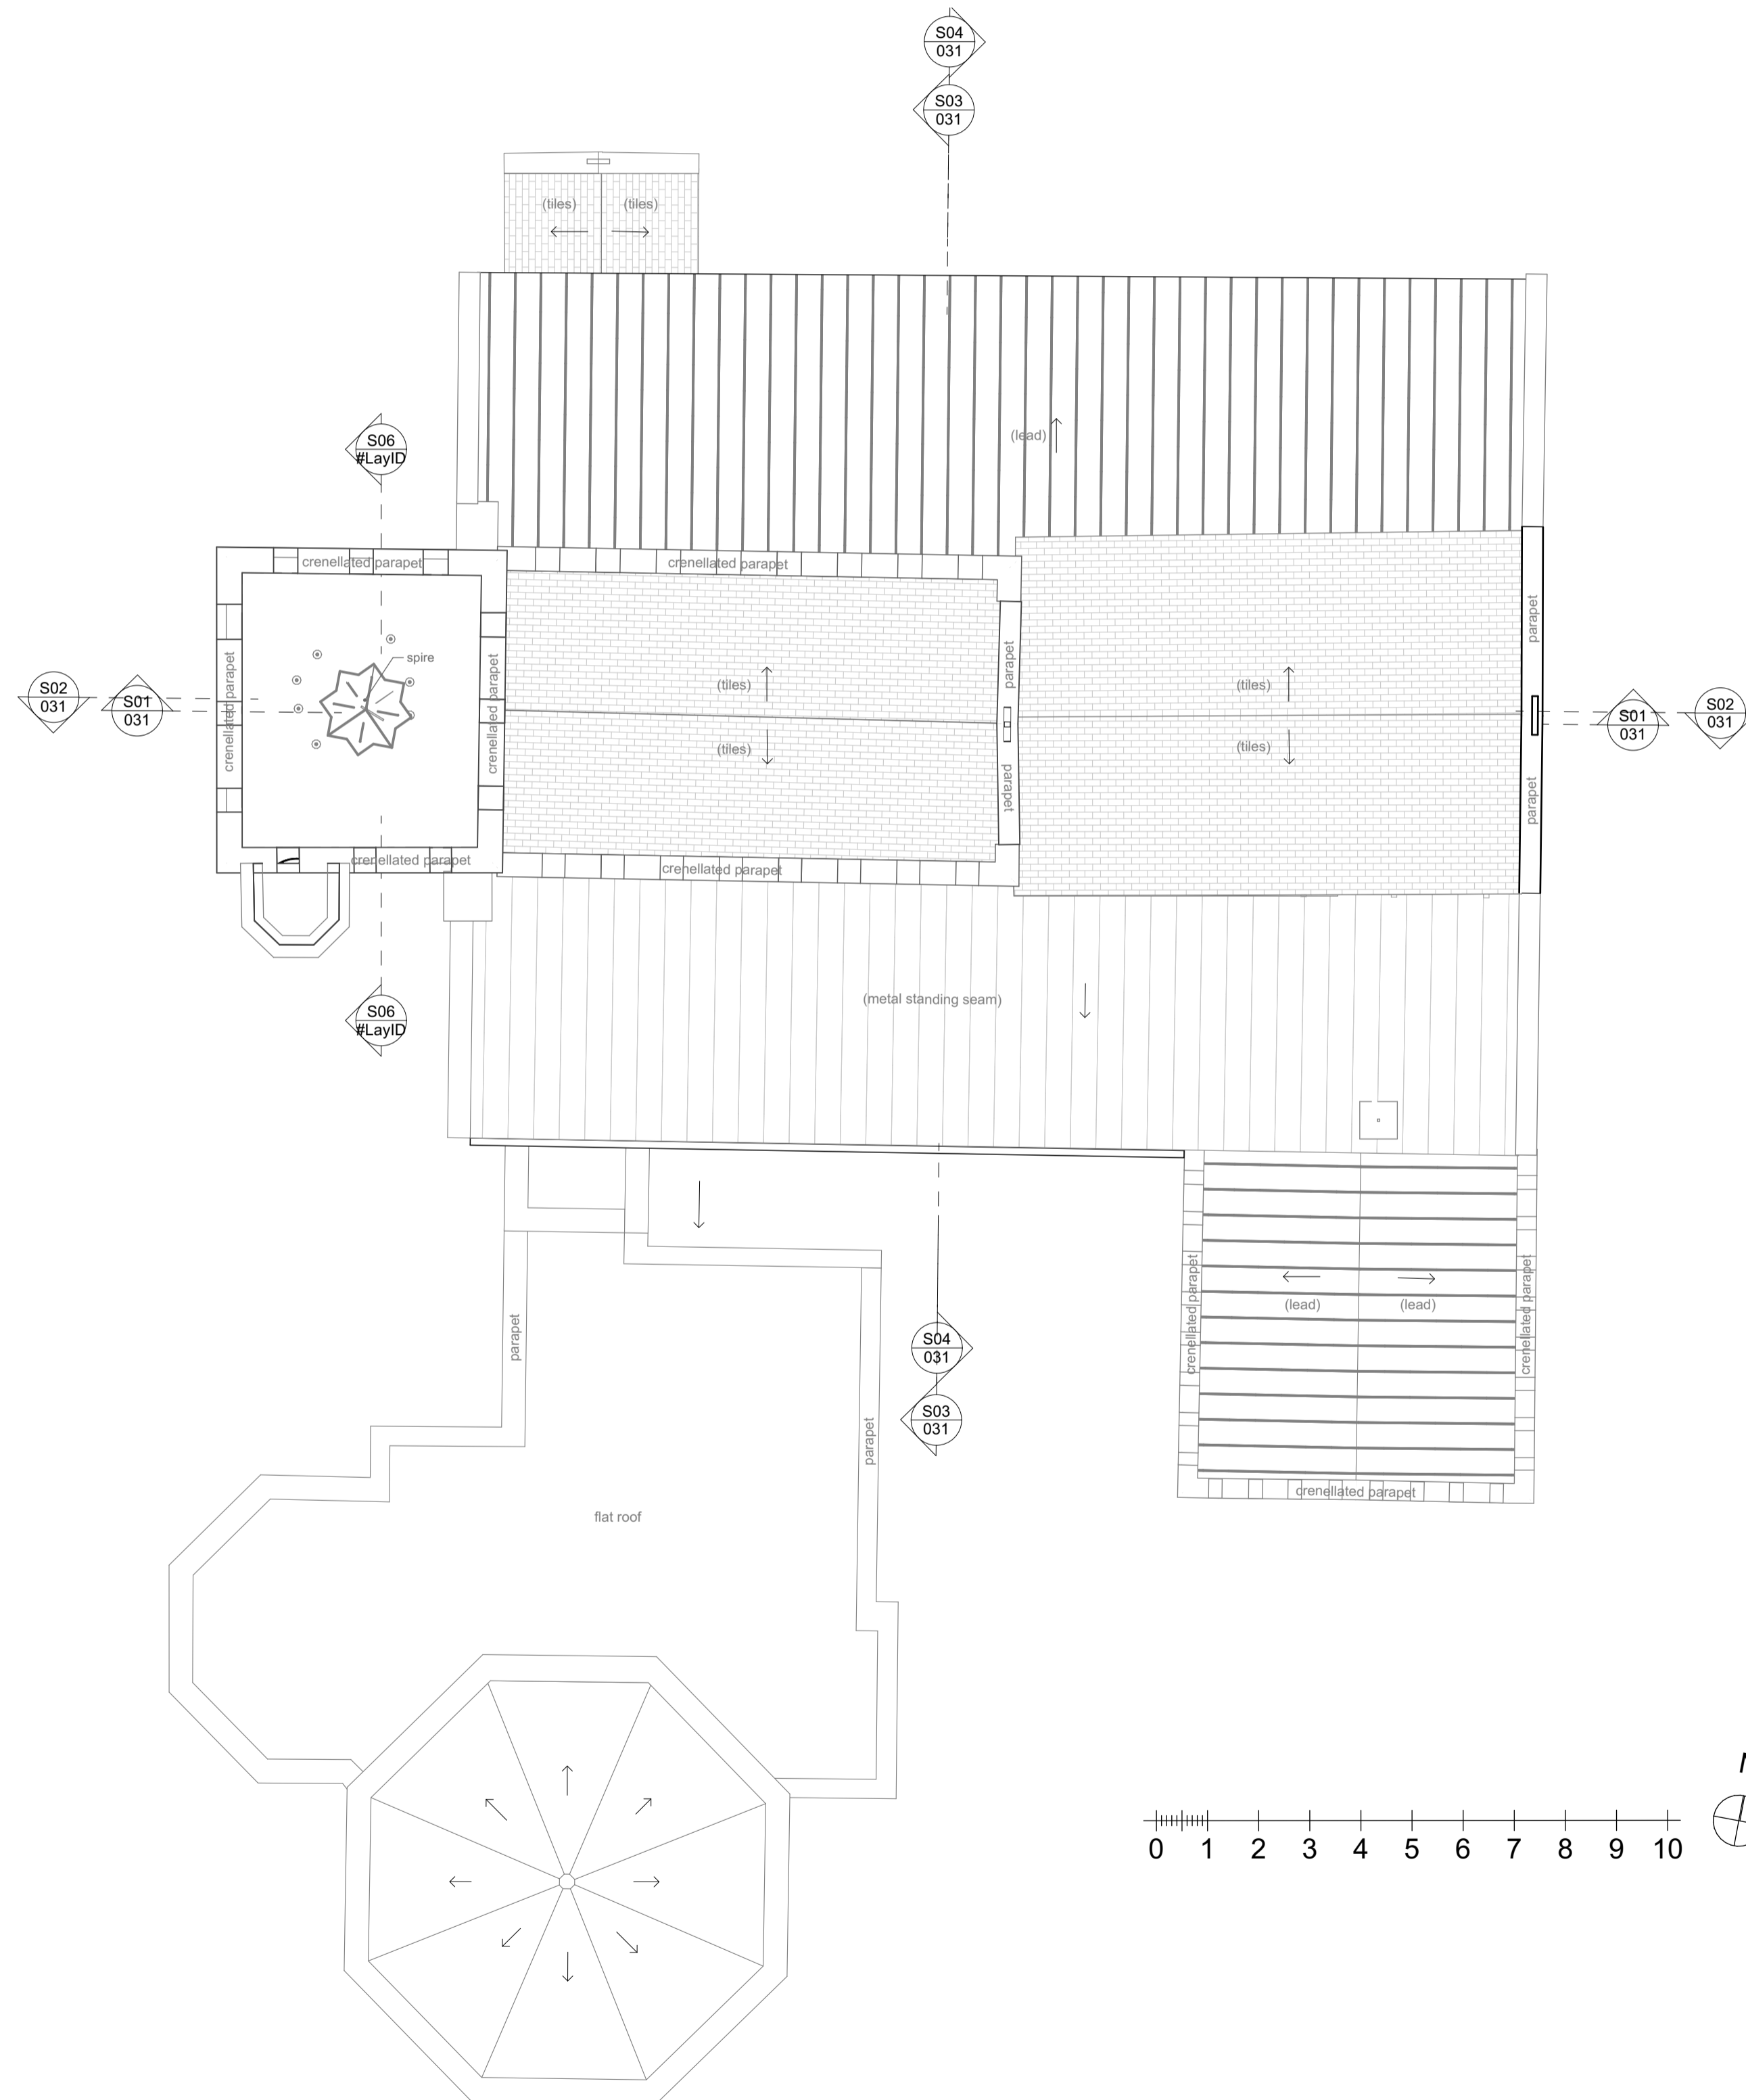 S04
031
S03
031
(tiles) (tiles)
(lead)
S06
#LayID
crenellated parapet
crenellated parapet
parapet
parapet
crenellated parapet
crenellated parapet
spire
(tiles)
(tiles)
S02
031
S01
031
S01
031
S02
031
(tiles)
(tiles)
parapet
parapet
crenellated parapet
crenellated parapet
(metal standing seam)
S06
#LayID
crenellated parapet
crenellated parapet
(lead) (lead)
parapet
S04
031
S03
031
parapet
crenellated parapet
flat roof
0 1 2 3 4 5 6 7 8 9 10